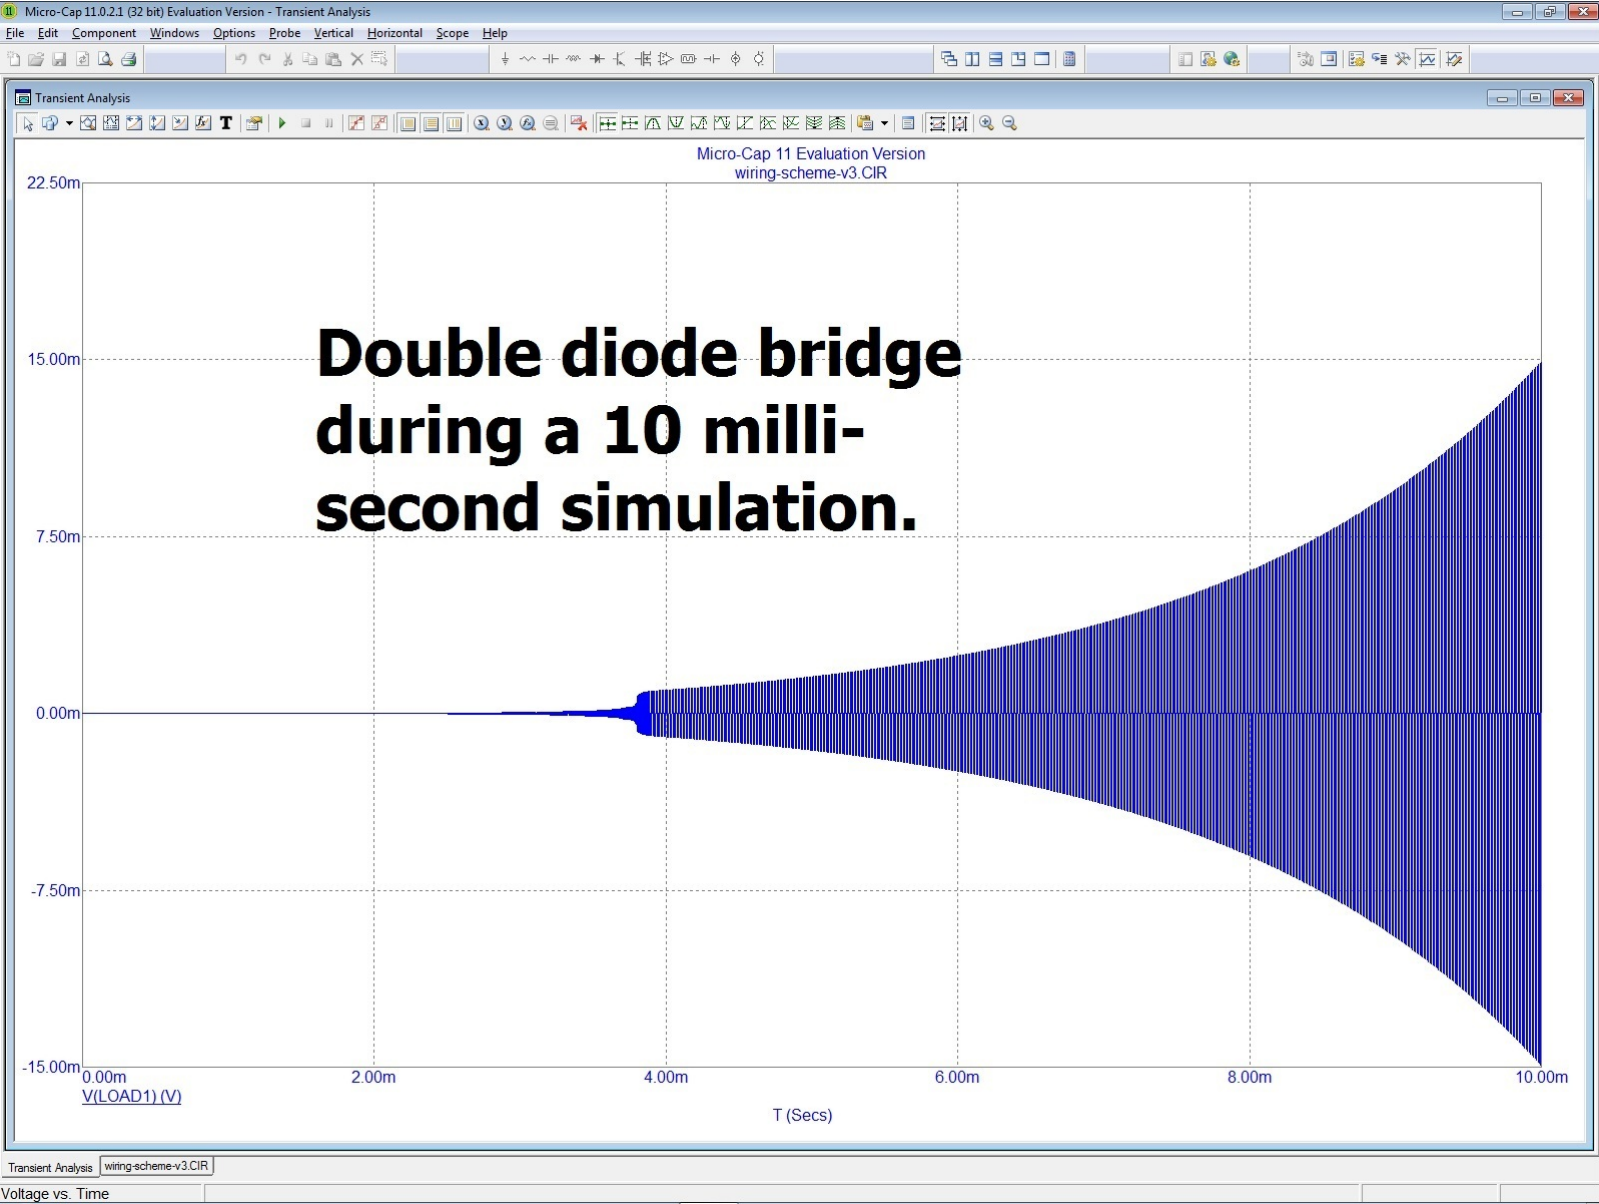 Micro-Cap 11.0.2.1 (32 bit) Evaluation Version - Transient Analysis
File Edit Component Windows Options Probe Vertical Horizontal Scope Help
Transient Analysis
Micro-Cap 11 Evaluation Version
wiring-scheme-v3.CIR
22.50m
15.00m
7.50m
0.00m
-7.50m
-15.00m
Double diode bridge
during a 10 milli-
second simulation.
0.00m 2.00m 4.00m 6.00m 8.00m 10.00m
V(LOAD1) (V)
T (Secs)
Transient Analysis wiring-scheme-v3.CIR
Voltage vs. Time